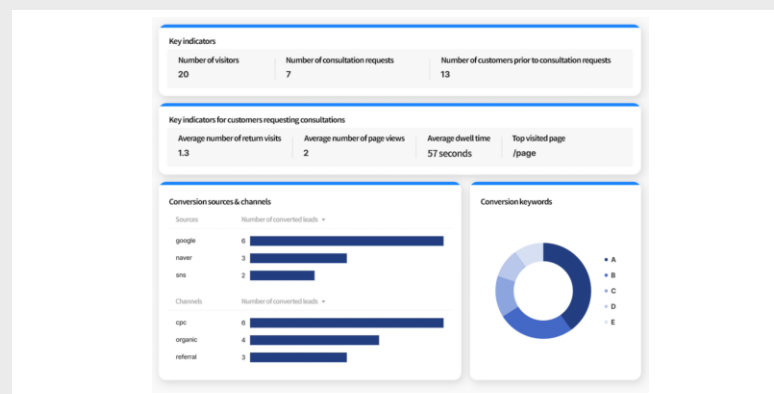 Key indicators
Number of visitors Number of consultation requests Number of customers prior to consultation requests
20 7 13
Key indicators for customers requesting consultations
Average number of return visits Average number of page views Average dwell time Top visited page
1.3 2 57 seconds /page
Conversion sources & channels
Sources Number of converted leads
google 6
naver 3
sns 2
Channels Number of converted leads
cpc 6
organic 4
referral 3
Conversion keywords
A
B
C
D
E